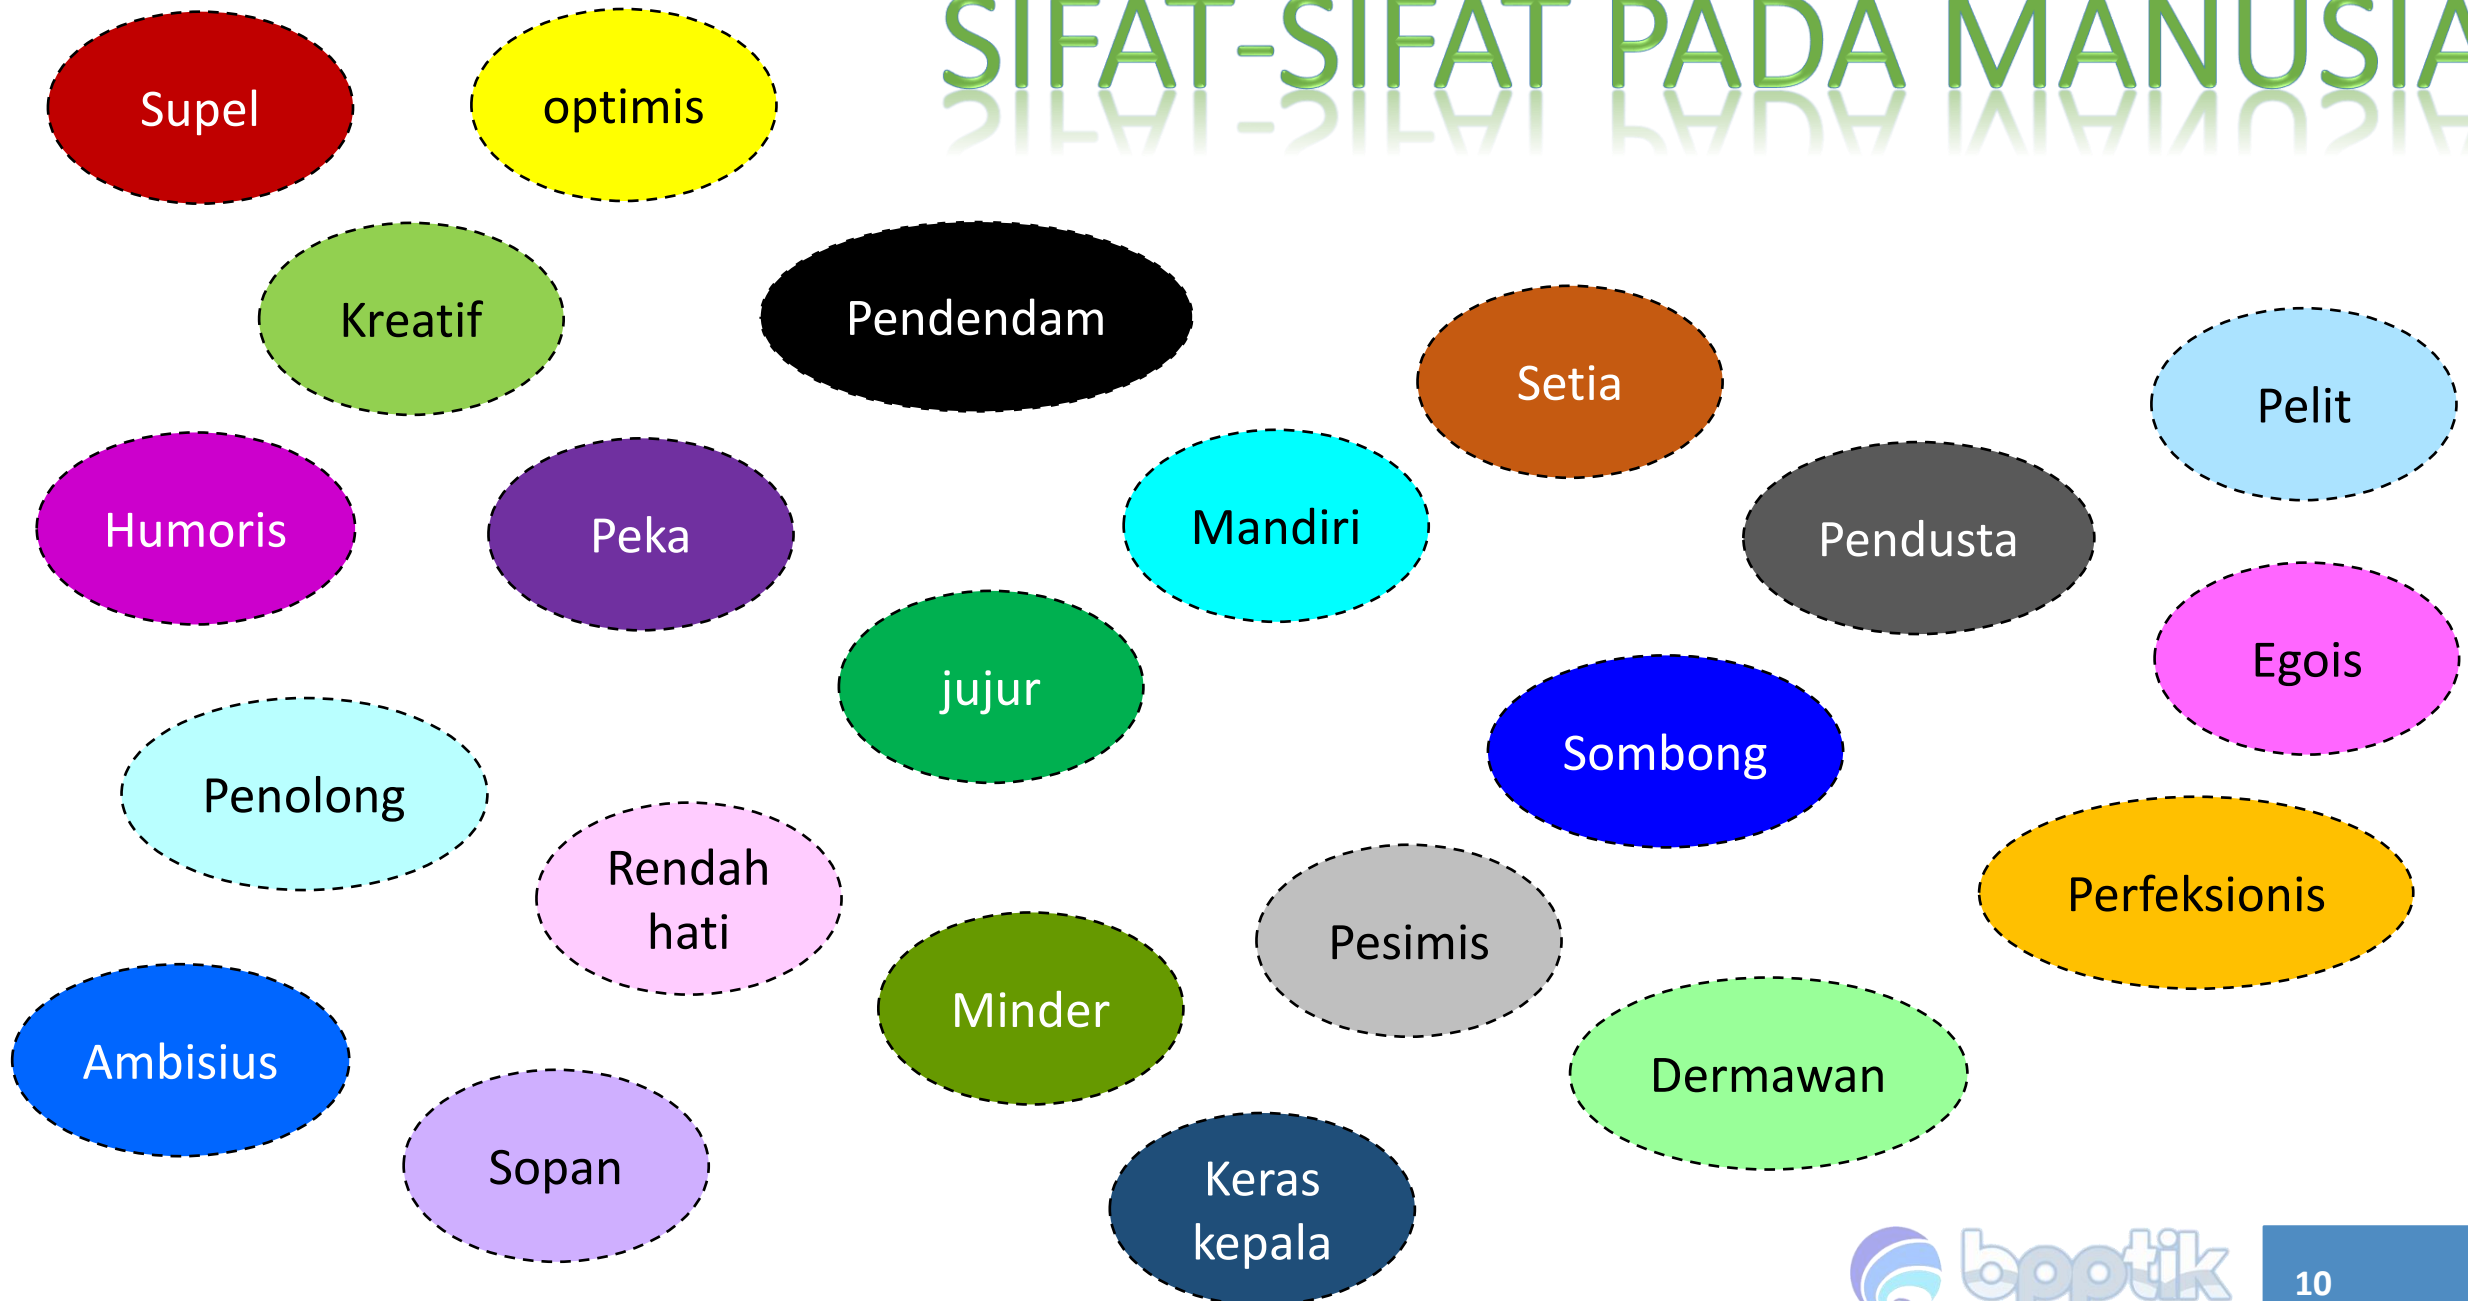 SIFAT-SIFAT PADA MANUSIA
Supel
optimis
Kreatif
Pendendam
Setia
Pelit
Humoris
Peka
Mandiri
Pendusta
jujur
Egois
Sombong
Penolong
Rendah
hati
Perfeksionis
Pesimis
Minder
Ambisius
Dermawan
Sopan
Keras
kepala
bpptik
10